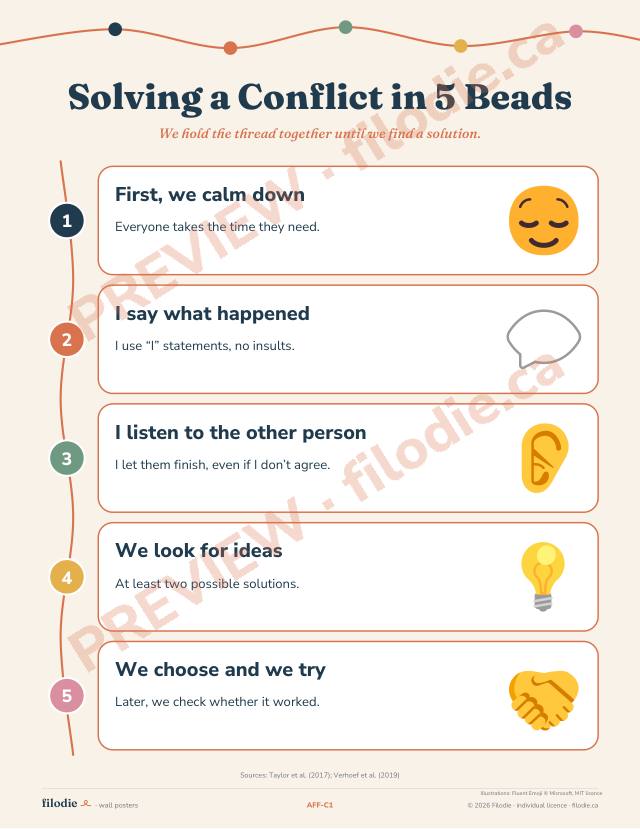 Solving a Conflict in 5 Beads
We hold the thread together until we find a solution.
1
First, we calm down
Everyone takes the time they need.
2
I say what happened
I use “I” statements, no insults.
3
I listen to the other person
I let them finish, even if I don’t agree.
4
We look for ideas
At least two possible solutions.
5
We choose and we try
Later, we check whether it worked.
PREVIEW · filodie.ca
PREVIEW · filodie.ca
Sources: Taylor et al. (2017); Verhoef et al. (2019)
Illustrations: Fluent Emoji © Microsoft, MIT licence
filodie · wall posters
AFF-C1
© 2026 Filodie · individual licence · filodie.ca